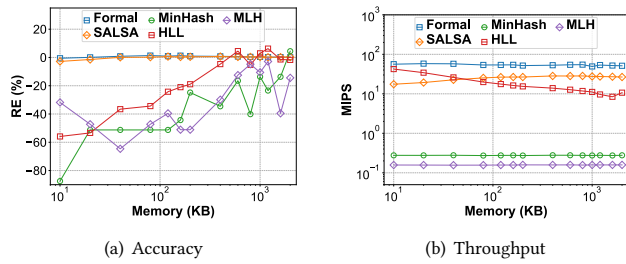 Formal MinHash MLH
SALSA HLL
20
0
−20
−40
−60
−80
RE (%)
10^1 10^2 10^3
Memory (KB)
(a) Accuracy
Formal MinHash MLH
SALSA HLL
10^3
10^2
10^1
10^0
10^−1
MIPS
10^1 10^2 10^3
Memory (KB)
(b) Throughput